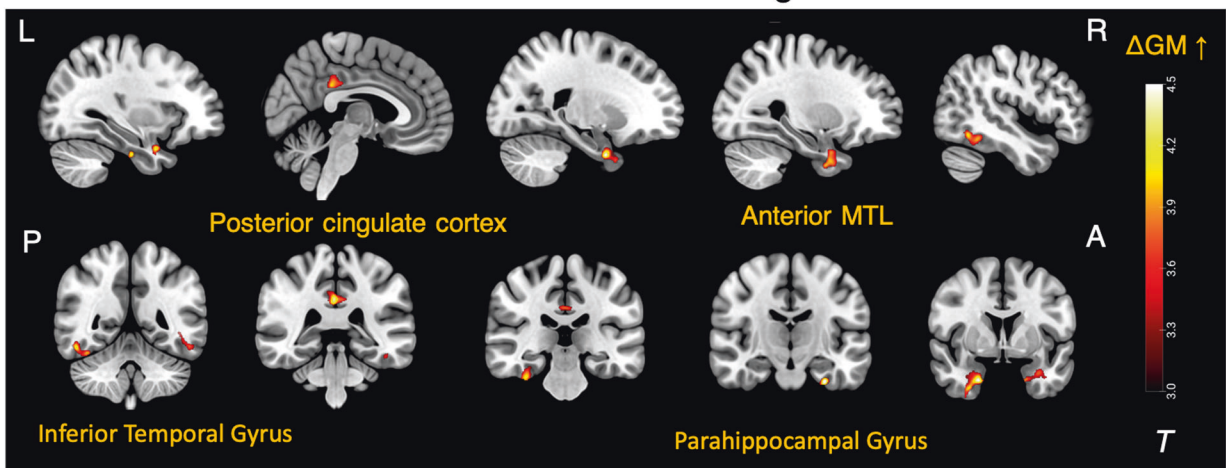 L
R
ΔGM ↑
4.5
4.2
3.9
3.6
3.3
3.0
Posterior cingulate cortex
Anterior MTL
P
A
Inferior Temporal Gyrus
Parahippocampal Gyrus
T